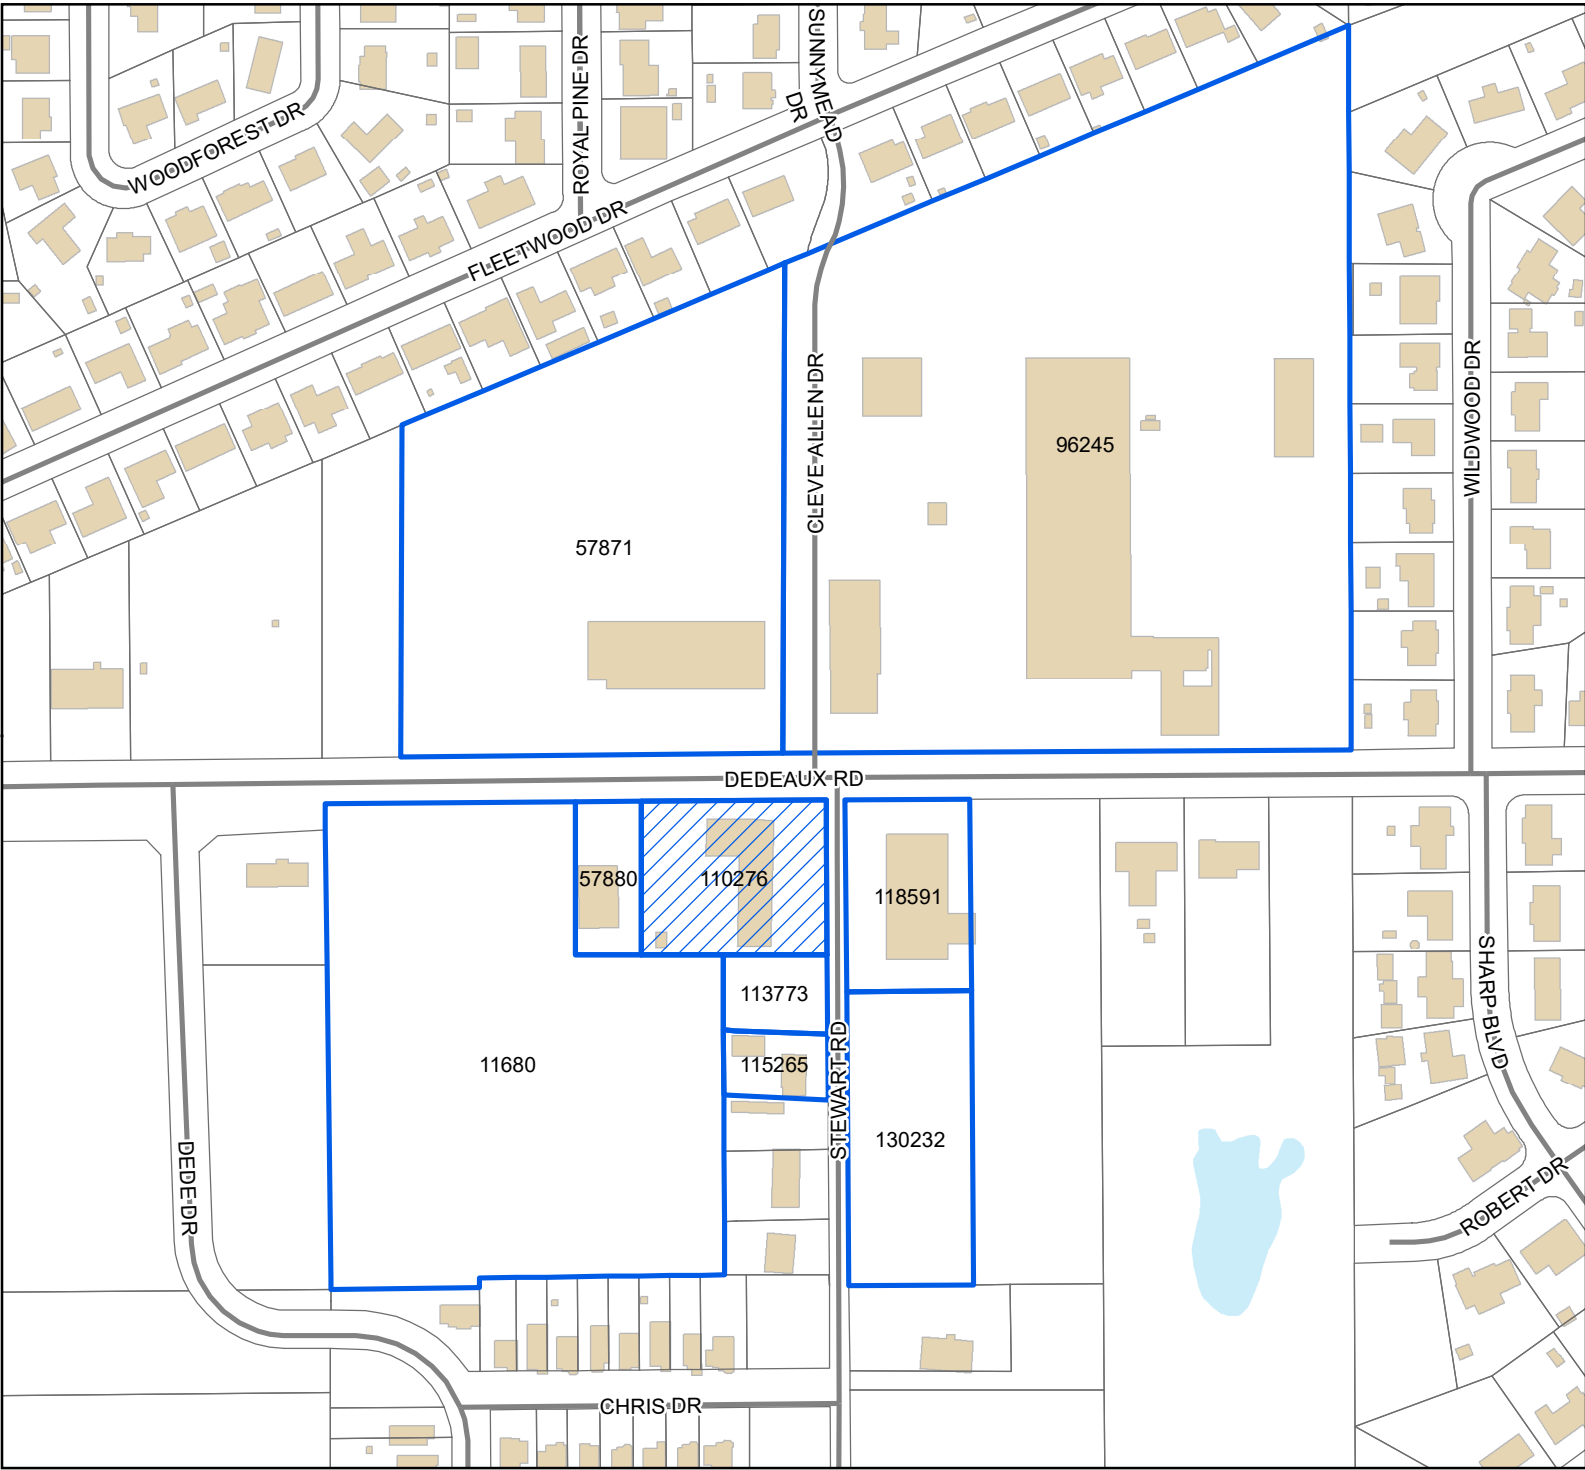 SUNNYMEAD
DR
ROYAL PINE DR
WOODFOREST DR
FLEETWOOD DR
CLEVE ALLEN DR
WILDWOOD DR
96245
57871
DEDEAUX RD
57880
110276
118591
113773
SHARP BLVD
11680
115265
STEWART RD
130232
DEDE DR
ROBERT DR
CHRIS DR